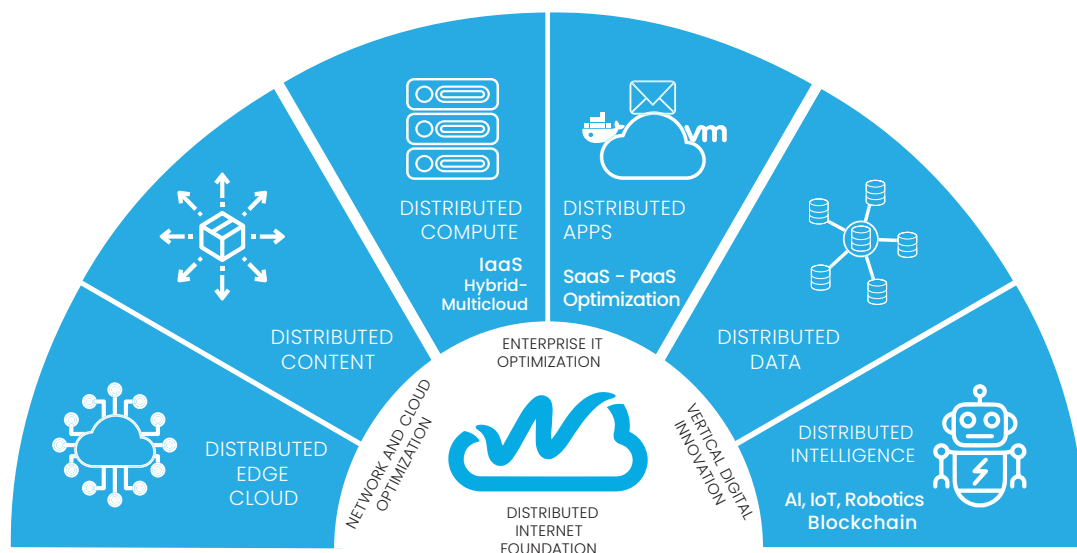 DISTRIBUTED
EDGE
CLOUD
DISTRIBUTED
CONTENT
DISTRIBUTED
COMPUTE
IaaS
Hybrid-
Multicloud
DISTRIBUTED
APPS
SaaS - PaaS
Optimization
vm
DISTRIBUTED
DATA
DISTRIBUTED
INTELLIGENCE
AI, IoT, Robotics
Blockchain
NETWORK AND CLOUD
OPTIMIZATION
ENTERPRISE IT
OPTIMIZATION
VERTICAL DIGITAL
INNOVATION
DISTRIBUTED
INTERNET
FOUNDATION